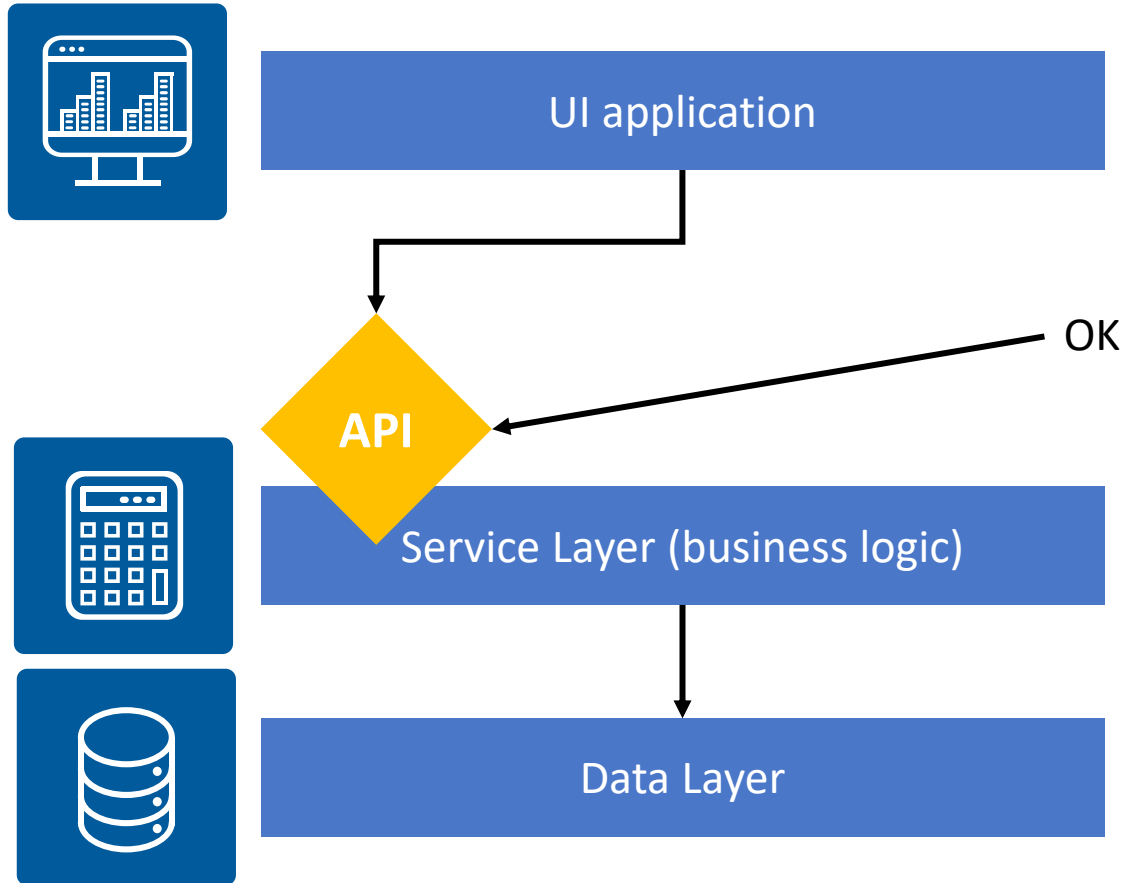 UI application
OK
API
Service Layer (business logic)
Data Layer